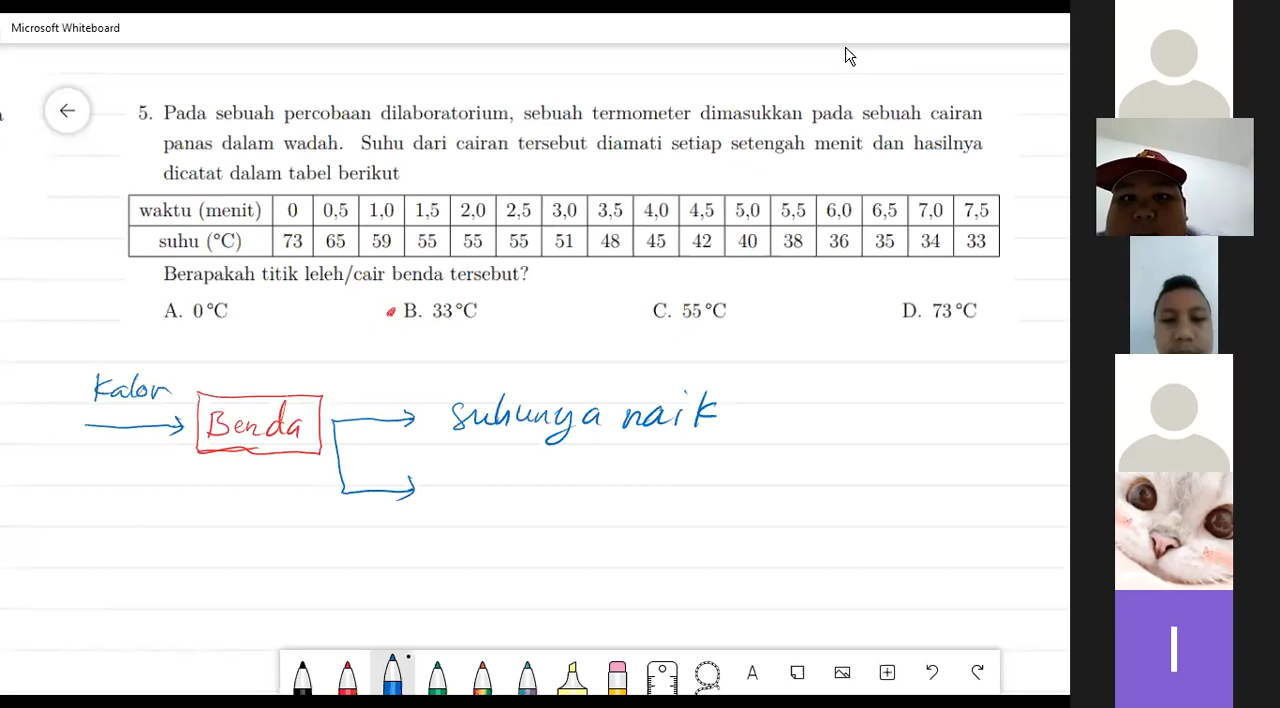 Microsoft Whiteboard
5. Pada sebuah percobaan dilaboratorium, sebuah termometer dimasukkan pada sebuah cairan
panas dalam wadah. Suhu dari cairan tersebut diamati setiap setengah menit dan hasilnya
dicatat dalam tabel berikut
waktu (menit) 0 0,5 1,0 1,5 2,0 2,5 3,0 3,5 4,0 4,5 5,0 5,5 6,0 6,5 7,0 7,5
suhu (°C) 73 65 59 55 55 55 51 48 45 42 40 38 36 35 34 33
Berapakah titik leleh/cair benda tersebut?
A. 0°C B. 33°C C. 55°C D. 73°C
Kalor
Benda
suhunya naik
A
I